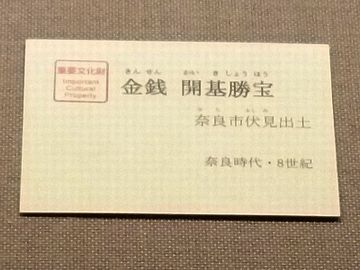 重要文化財
Important
Cultural
Property
きん せん かい き しょう ほう
金銭 開基勝宝
なら ふしみ
奈良市伏見出土
奈良時代・8世紀